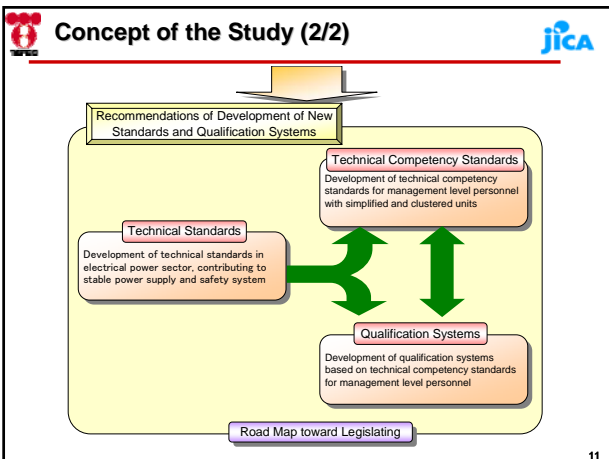 Concept of the Study (2/2)
TEPCO
jICA
Recommendations of Development of New
Standards and Qualification Systems
Technical Competency Standards
Development of technical competency
standards for management level personnel
with simplified and clustered units
Technical Standards
Development of technical standards in
electrical power sector, contributing to
stable power supply and safety system
Qualification Systems
Development of qualification systems
based on technical competency standards
for management level personnel
Road Map toward Legislating
11